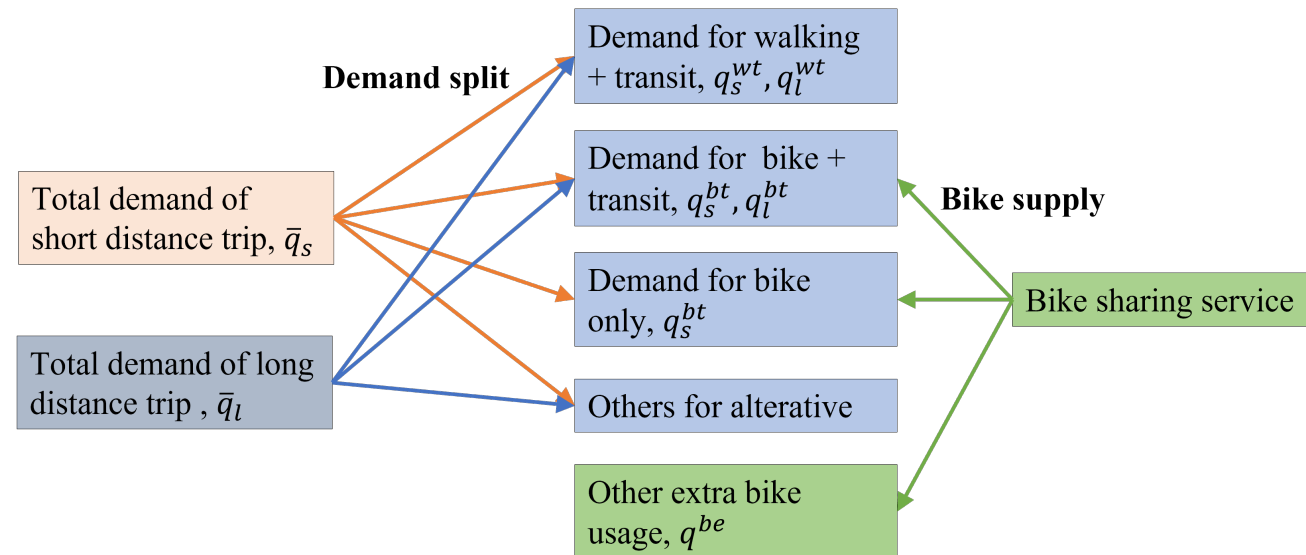 Demand for walking
+ transit, q_s^{wt}, q_l^{wt}
Demand split
Demand for bike +
transit, q_s^{bt}, q_l^{bt}
Total demand of
short distance trip, q̄_s
Bike supply
Demand for bike
only, q_s^{bt}
Bike sharing service
Total demand of long
distance trip , q̄_l
Others for alterative
Other extra bike
usage, q^{be}